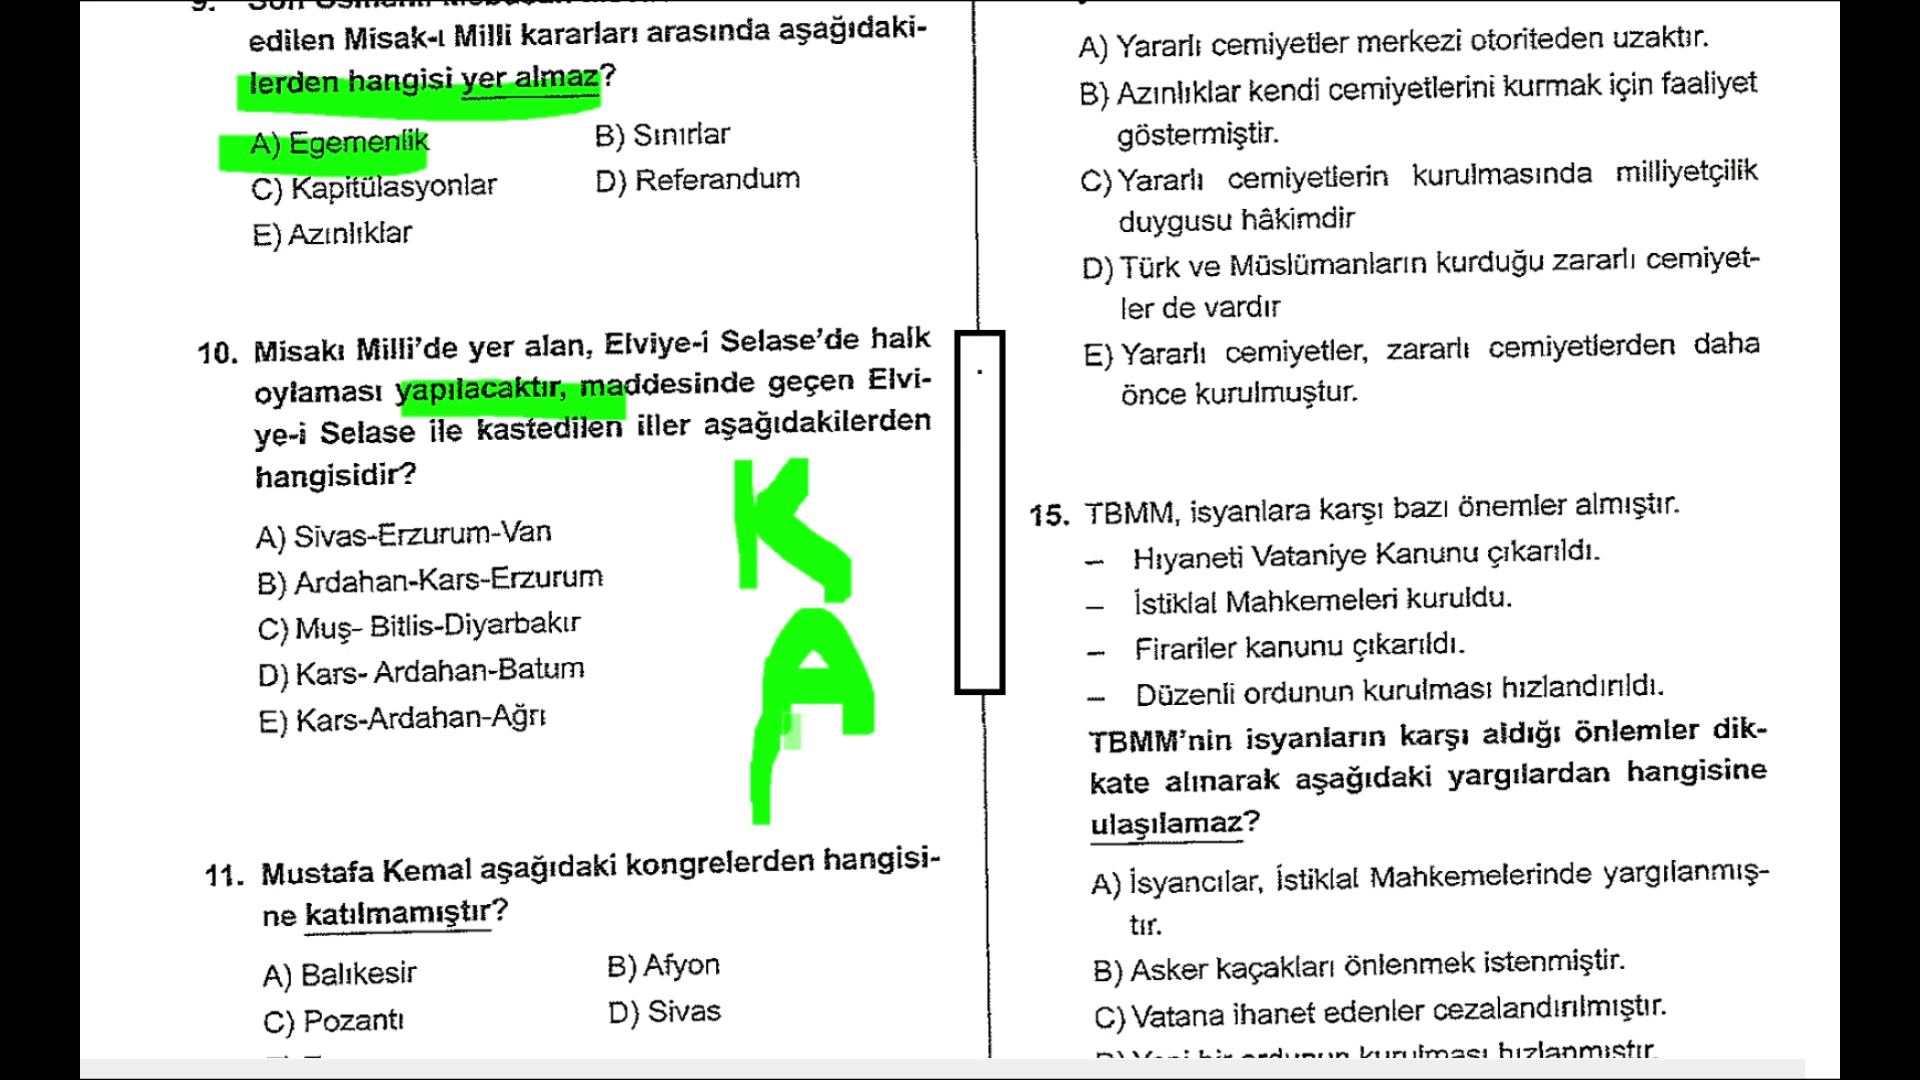 9.
edilen Misak-ı Milli kararları arasında aşağıdaki-
lerden hangisi yer almaz?
A) Egemenlik
B) Sınırlar
C) Kapitülasyonlar
D) Referandum
E) Azınlıklar
10. Misakı Milli'de yer alan, Elviye-i Selase'de halk
oylaması yapılacaktır, maddesinde geçen Elvi-
ye-i Selase ile kastedilen iller aşağıdakilerden
hangisidir?
A) Sivas-Erzurum-Van
B) Ardahan-Kars-Erzurum
C) Muş- Bitlis-Diyarbakır
D) Kars- Ardahan-Batum
E) Kars-Ardahan-Ağrı
K
A
11. Mustafa Kemal aşağıdaki kongrelerden hangisi-
ne katılmamıştır?
A) Balıkesir
B) Afyon
C) Pozantı
D) Sivas
A) Yararlı cemiyetler merkezi otoriteden uzaktır.
B) Azınlıklar kendi cemiyetlerini kurmak için faaliyet
göstermiştir.
C) Yararlı cemiyetlerin kurulmasında milliyetçilik
duygusu hâkimdir
D) Türk ve Müslümanların kurduğu zararlı cemiyet-
ler de vardır
E) Yararlı cemiyetler, zararlı cemiyetlerden daha
önce kurulmuştur.
15. TBMM, isyanlara karşı bazı önemler almıştır.
– Hıyaneti Vataniye Kanunu çıkarıldı.
– İstiklal Mahkemeleri kuruldu.
– Firariler kanunu çıkarıldı.
– Düzenli ordunun kurulması hızlandırıldı.
TBMM'nin isyanların karşı aldığı önlemler dik-
kate alınarak aşağıdaki yargılardan hangisine
ulaşılamaz?
A) İsyancılar, İstiklal Mahkemelerinde yargılanmış-
tır.
B) Asker kaçakları önlenmek istenmiştir.
C) Vatana ihanet edenler cezalandırılmıştır.
D) Yeni bir ordunun kurulması hızlanmıştır.